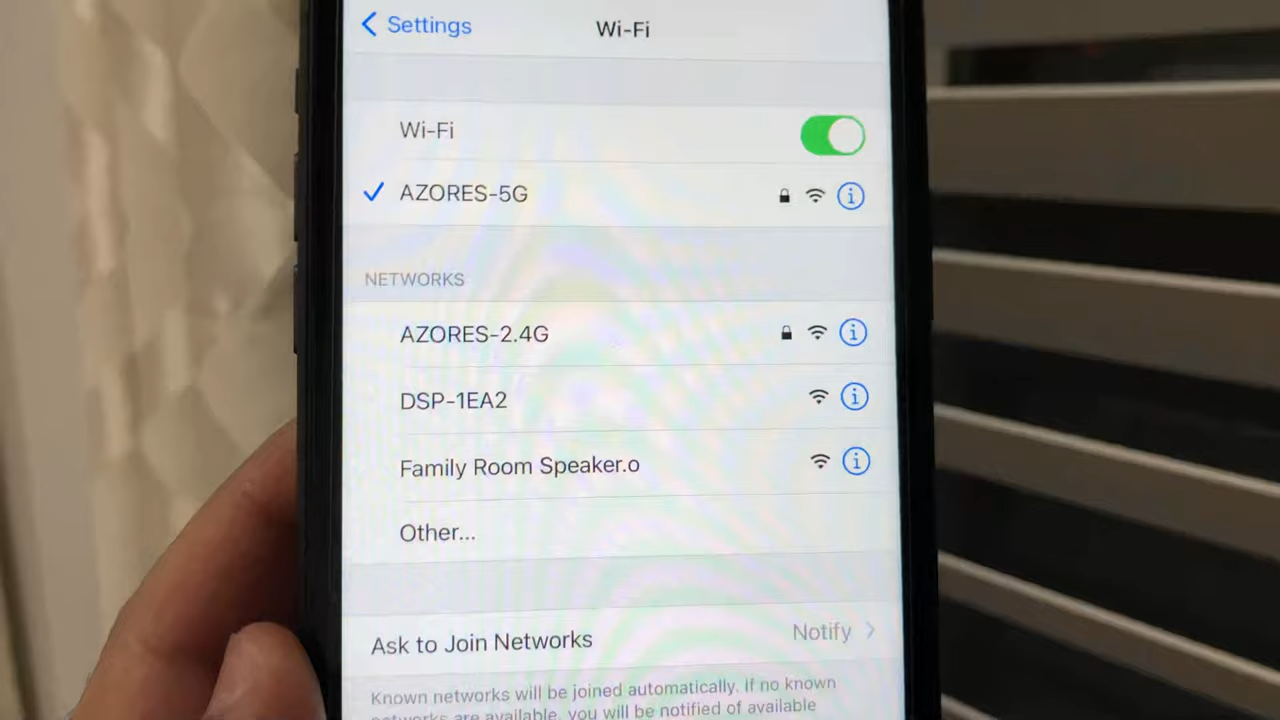 Settings
Wi-Fi
Wi-Fi
AZORES-5G
NETWORKS
AZORES-2.4G
DSP-1EA2
Family Room Speaker.o
Other...
Ask to Join Networks Notify
Known networks will be joined automatically. If no known
networks are available, you will be notified of available